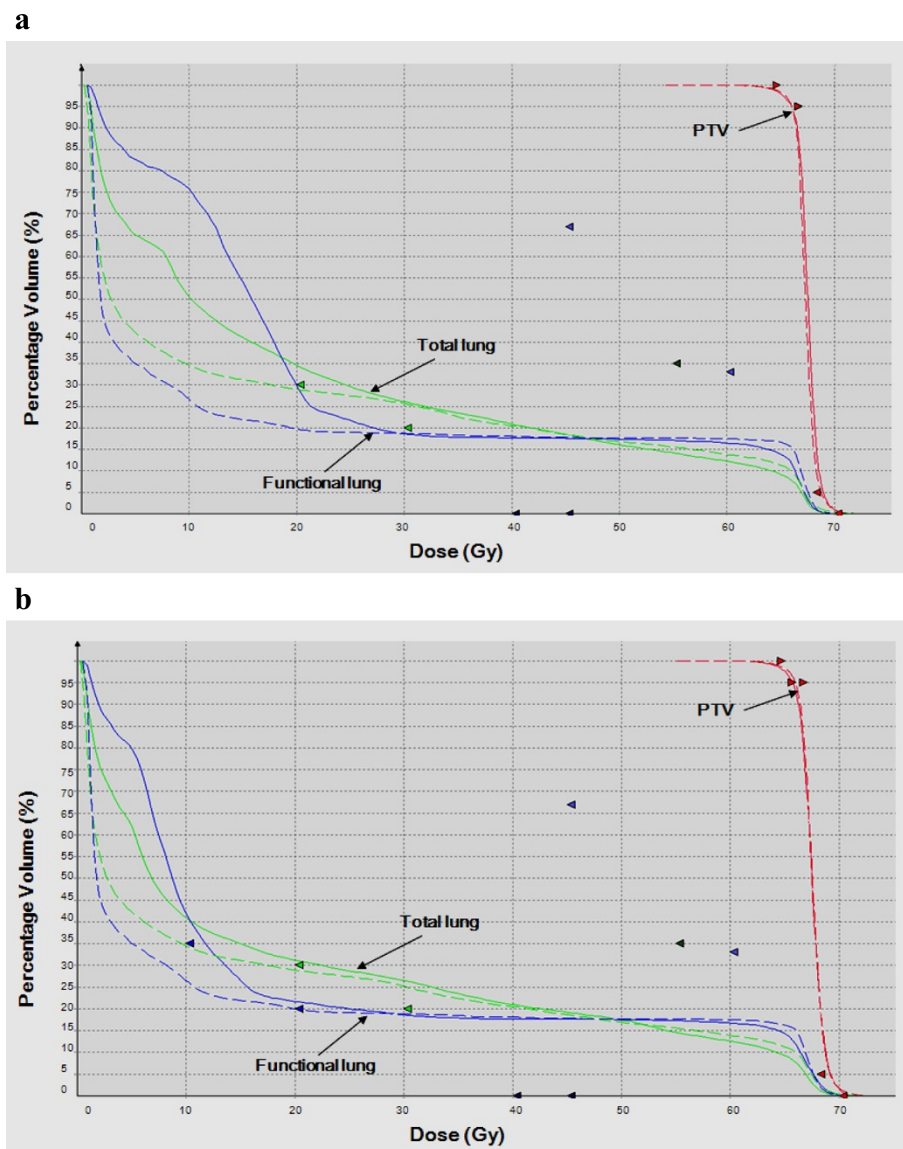 a
95
90
85
80
75
70
65
60
55
50
45
40
35
30
25
20
15
10
5
0
Percentage Volume (%)
PTV
Total lung
Functional lung
0 10 20 30 40 50 60 70
Dose (Gy)
b
95
90
85
80
75
70
65
60
55
50
45
40
35
30
25
20
15
10
5
0
Percentage Volume (%)
PTV
Total lung
Functional lung
0 10 20 30 40 50 60 70
Dose (Gy)